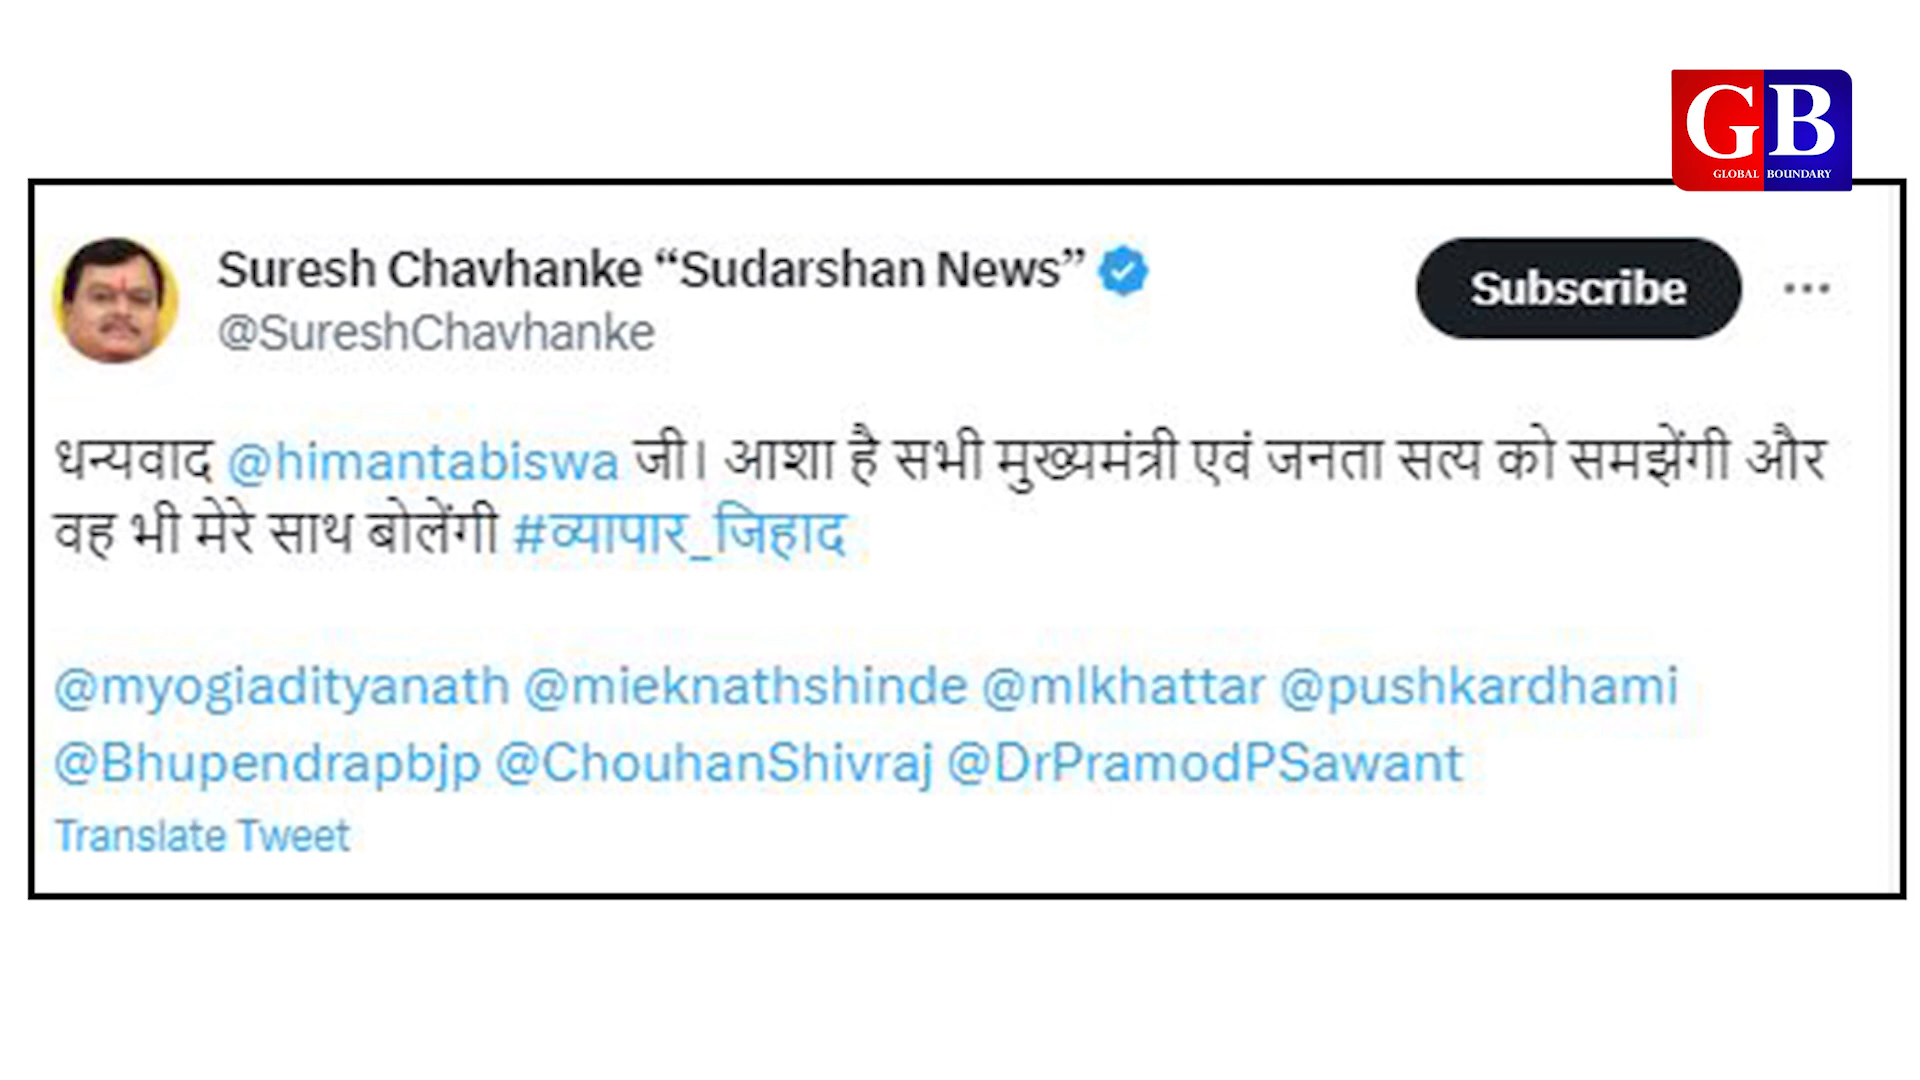 GB
GLOBAL BOUNDARY
Suresh Chavhanke “Sudarshan News”
@SureshChavhanke
Subscribe
धन्यवाद @himantabiswa जी। आशा है सभी मुख्यमंत्री एवं जनता सत्य को समझेंगी और
वह भी मेरे साथ बोलेंगी #व्यापार_जिहाद
@myogiadityanath @mieknathshinde @mlkhattar @pushkardhami
@Bhupendrapbjp @ChouhanShivraj @DrPramodPSawant
Translate Tweet